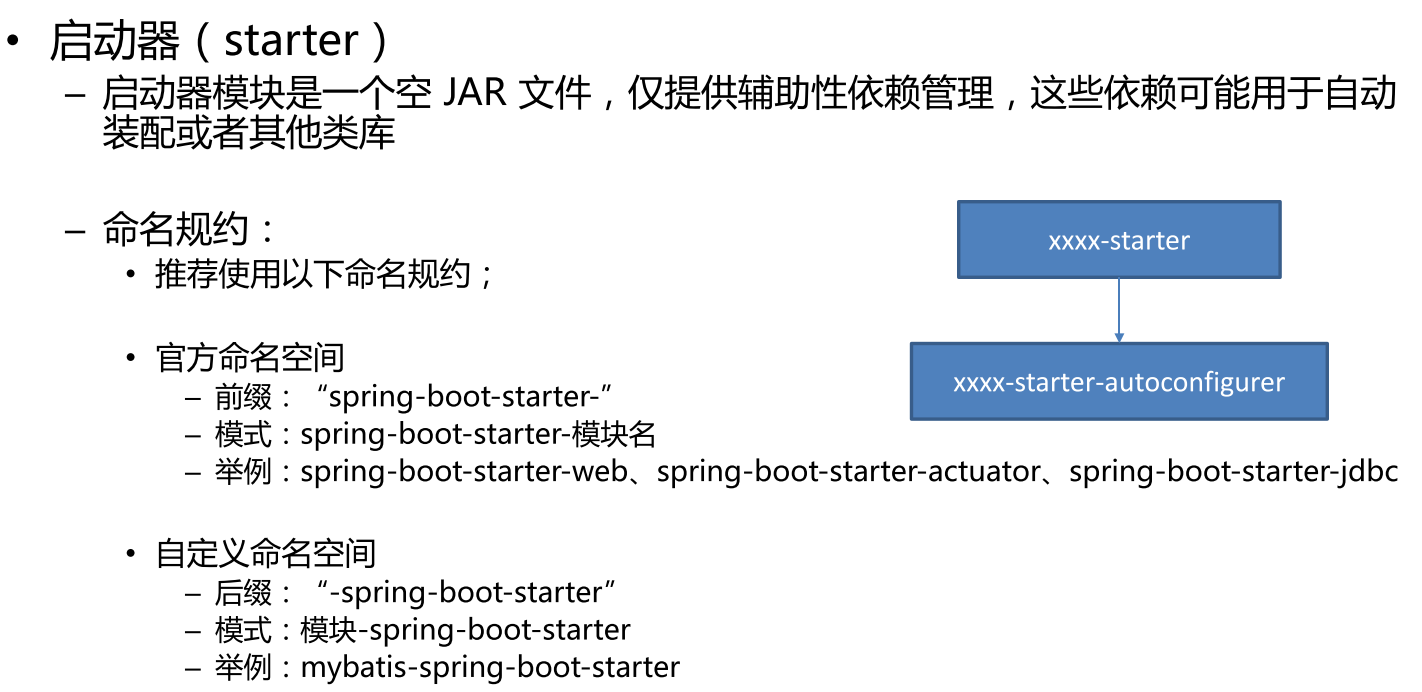 • 启动器（starter）
– 启动器模块是一个空 JAR 文件，仅提供辅助性依赖管理，这些依赖可能用于自动
装配或者其他类库
– 命名规约：
• 推荐使用以下命名规约；
• 官方命名空间
– 前缀：“spring-boot-starter-”
– 模式：spring-boot-starter-模块名
– 举例：spring-boot-starter-web、spring-boot-starter-actuator、spring-boot-starter-jdbc
• 自定义命名空间
– 后缀：“-spring-boot-starter”
– 模式：模块-spring-boot-starter
– 举例：mybatis-spring-boot-starter
xxxx-starter
xxxx-starter-autoconfigurer